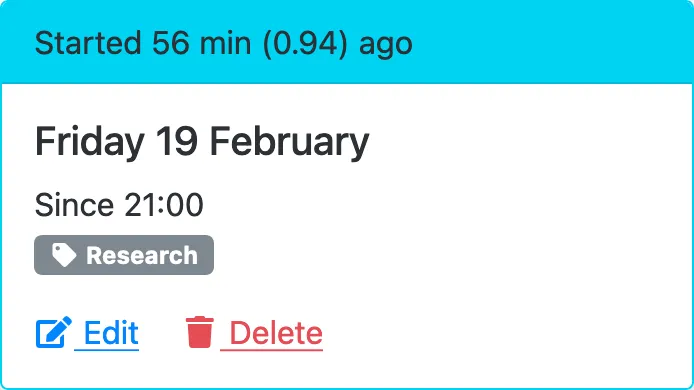 Started 56 min (0.94) ago
Friday 19 February
Since 21:00
Research
Edit Delete